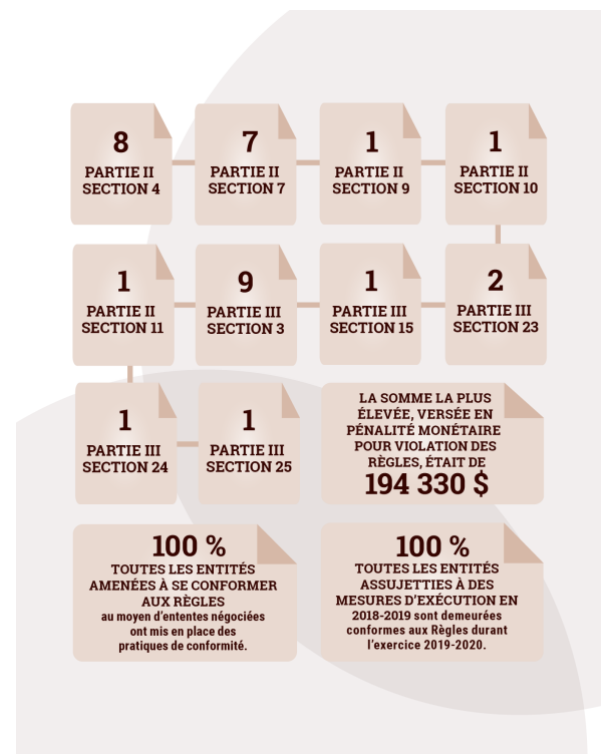 8
PARTIE II
SECTION 4
7
PARTIE II
SECTION 7
1
PARTIE II
SECTION 9
1
PARTIE II
SECTION 10
1
PARTIE II
SECTION 11
9
PARTIE III
SECTION 3
1
PARTIE III
SECTION 15
2
PARTIE III
SECTION 23
1
PARTIE III
SECTION 24
1
PARTIE III
SECTION 25
LA SOMME LA PLUS
ÉLEVÉE, VERSÉE EN
PÉNALITÉ MONÉTAIRE
POUR VIOLATION DES
RÈGLES, ÉTAIT DE
194 330 $
100 %
TOUTES LES ENTITÉS
AMENÉES À SE CONFORMER
AUX RÈGLES
au moyen d'ententes négociées
ont mis en place des
pratiques de conformité.
100 %
TOUTES LES ENTITÉS
ASSUJETTIES À DES
MESURES D'EXÉCUTION EN
2018-2019 sont demeurées
conformes aux Règles durant
l'exercice 2019-2020.